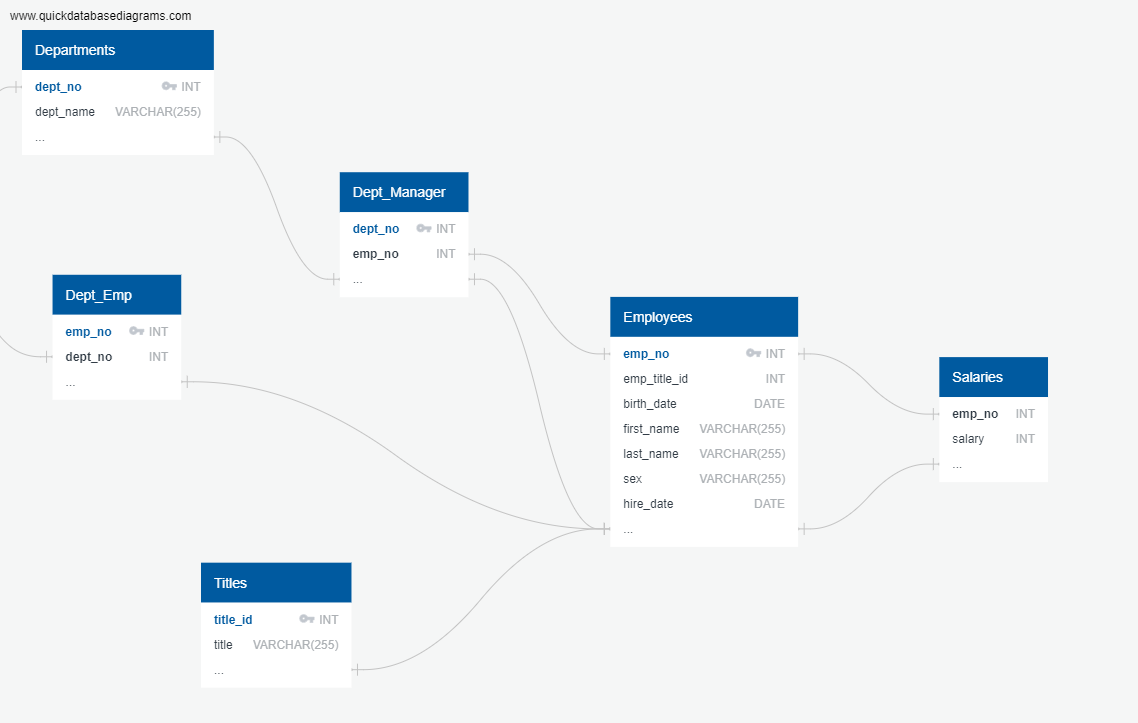 www.quickdatabasediagrams.com
Departments
dept_no INT
dept_name VARCHAR(255)
...
Dept_Manager
dept_no INT
emp_no INT
...
Dept_Emp
emp_no INT
dept_no INT
...
Employees
emp_no INT
emp_title_id INT
birth_date DATE
first_name VARCHAR(255)
last_name VARCHAR(255)
sex VARCHAR(255)
hire_date DATE
...
Salaries
emp_no INT
salary INT
...
Titles
title_id INT
title VARCHAR(255)
...